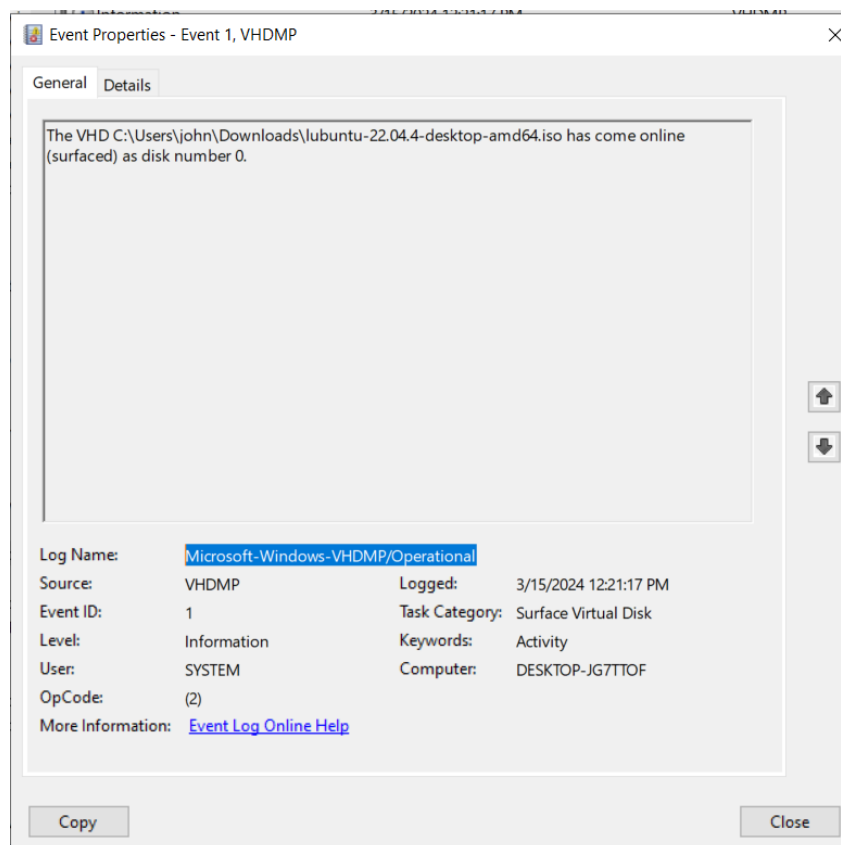 Event Properties - Event 1, VHDMP
General
Details
The VHD C:\Users\john\Downloads\lubuntu-22.04.4-desktop-amd64.iso has come online
(surfaced) as disk number 0.
Log Name: Microsoft-Windows-VHDMP/Operational
Source: VHDMP Logged: 3/15/2024 12:21:17 PM
Event ID: 1 Task Category: Surface Virtual Disk
Level: Information Keywords: Activity
User: SYSTEM Computer: DESKTOP-JG7TTOF
OpCode: (2)
More Information: Event Log Online Help
Copy
Close